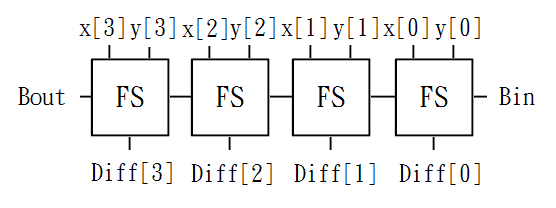 x[3] y[3] x[2] y[2] x[1] y[1] x[0] y[0]
Bout FS FS FS FS Bin
Diff[3] Diff[2] Diff[1] Diff[0]